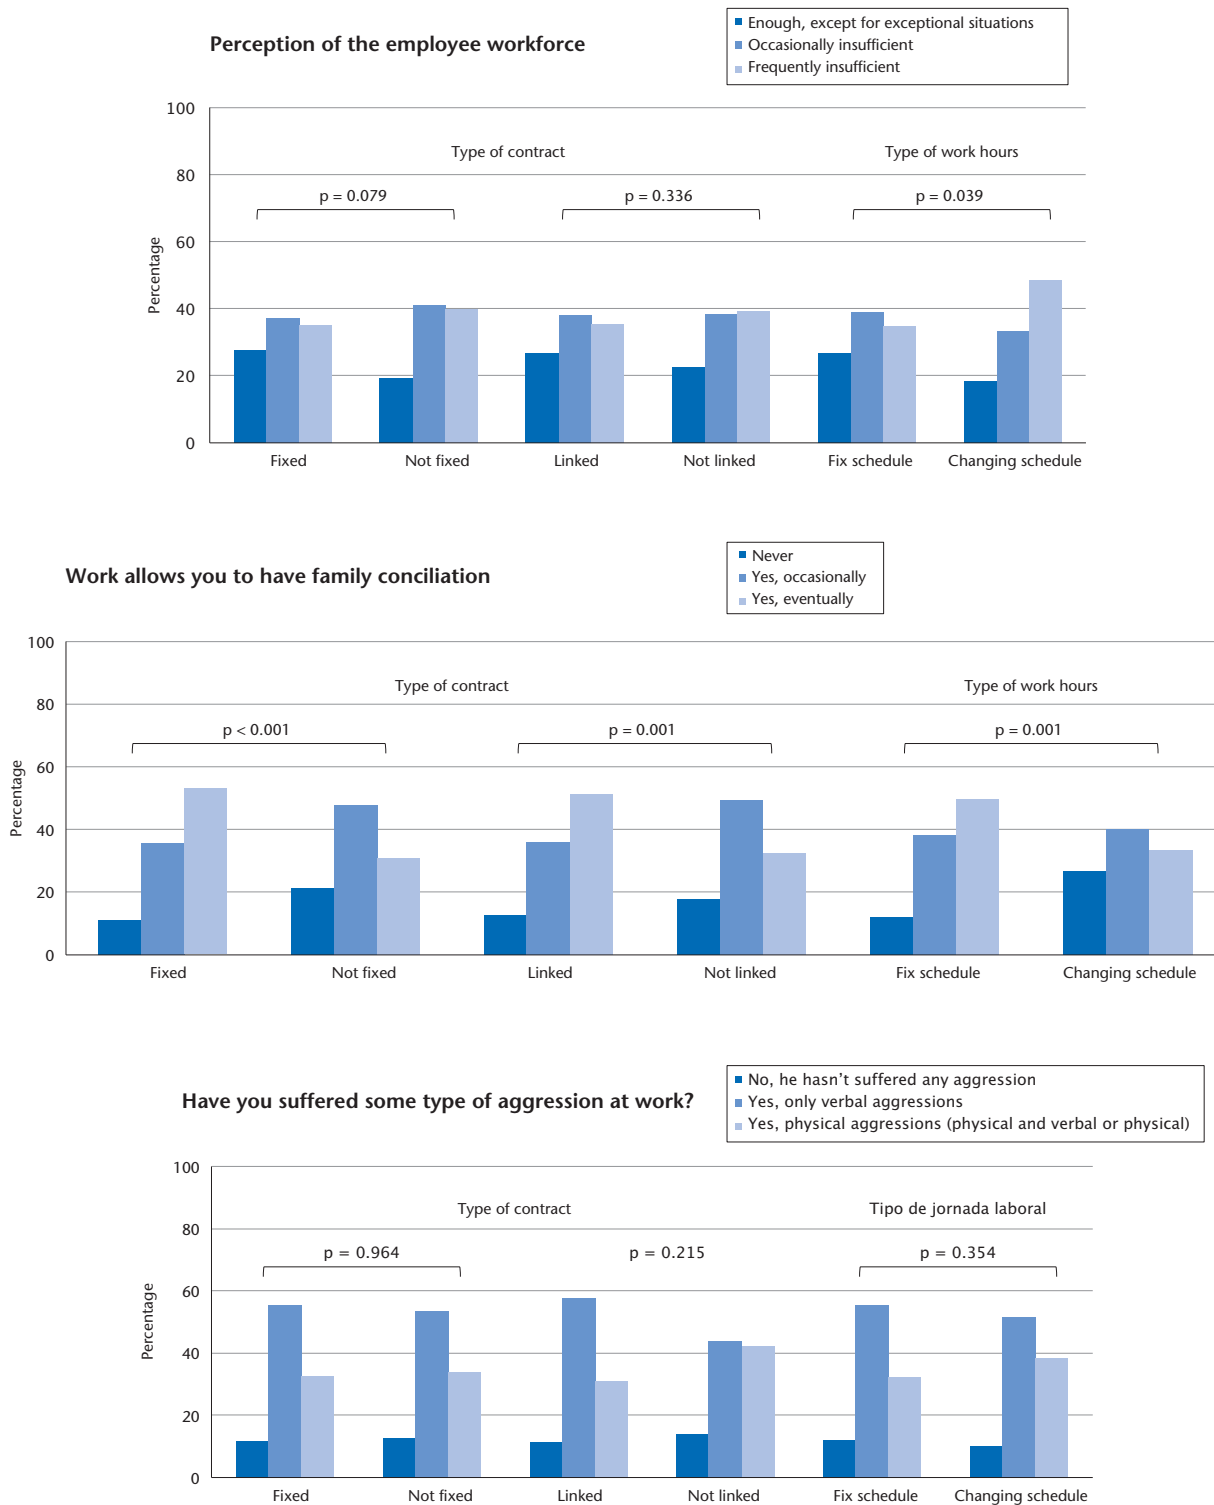 Perception of the employee workforce
Enough, except for exceptional situations
Occasionally insufficient
Frequently insufficient
Percentage
100
80
60
40
20
0
Type of contract
Type of work hours
p = 0.079
p = 0.336
p = 0.039
Fixed
Not fixed
Linked
Not linked
Fix schedule
Changing schedule
Work allows you to have family conciliation
Never
Yes, occasionally
Yes, eventually
Percentage
100
80
60
40
20
0
Type of contract
Type of work hours
p < 0.001
p = 0.001
p = 0.001
Fixed
Not fixed
Linked
Not linked
Fix schedule
Changing schedule
Have you suffered some type of aggression at work?
No, he hasn't suffered any aggression
Yes, only verbal aggressions
Yes, physical aggressions (physical and verbal or physical)
Percentage
100
80
60
40
20
0
Type of contract
Tipo de jornada laboral
p = 0.964
p = 0.215
p = 0.354
Fixed
Not fixed
Linked
Not linked
Fix schedule
Changing schedule